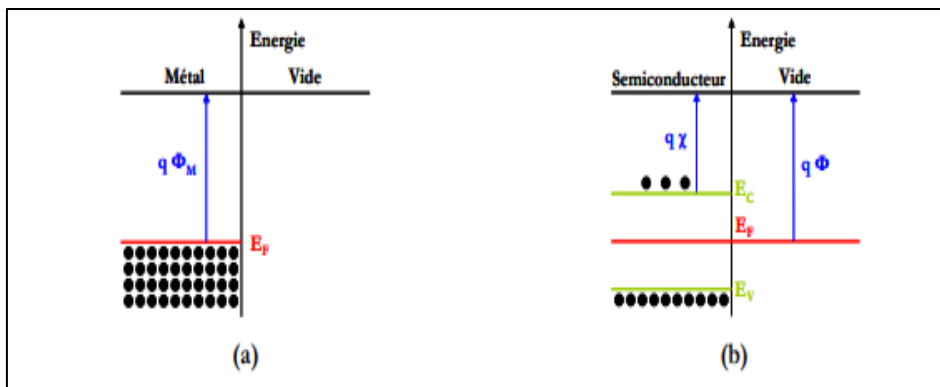 Energie
Métal Vide
q Φ_M
E_F
(a)
Energie
Semiconducteur Vide
q χ
q Φ
E_C
E_F
E_V
(b)